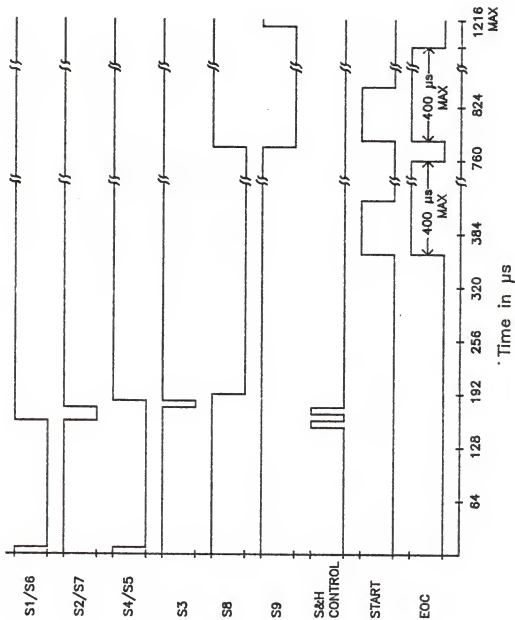 S1/S6
S2/S7
S4/S5
S3
S8
S9
S&H
CONTROL
START
EOC
400 µs
MAX
400 µs
MAX
64
128
192
256
320
384
760
824
1216
MAX
Time in µs